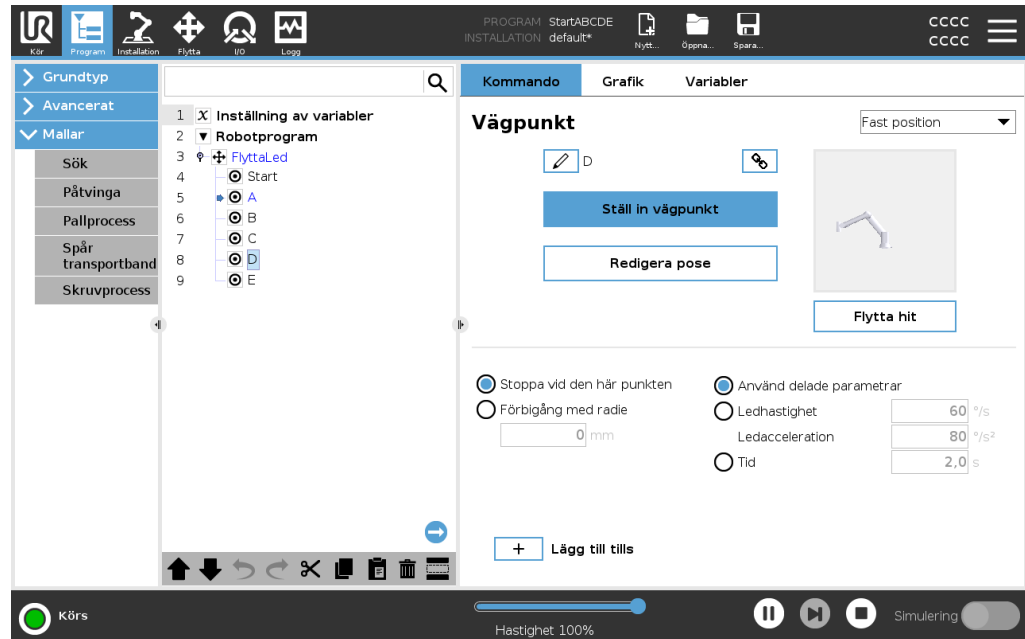 PROGRAM StartABCDE
INSTALLATION default*
UR
Kör
Program
Installation
Flytta
I/O
Logg
Nytt...
Öppna...
Spara...
CCCC
CCCC
Grundtyp
Avancerat
Mallar
Sök
Påtvinga
Pallprocess
Spår
transportband
Skruvprocess
1 X Inställning av variabler
2 Robotprogram
3 FlyttaLed
4 Start
5 A
6 B
7 C
8 D
9 E
Kommando
Grafik
Variabler
Vägpunkt
Fast position
D
Ställ in vägpunkt
Redigera pose
Flytta hit
Stoppa vid den här punkten
Förbigång med radie
0 mm
Använd delade parametrar
Ledhastighet 60 °/s
Ledacceleration 80 °/s²
Tid 2,0 s
+ Lägg till tills
Körs
Hastighet 100%
Simulering